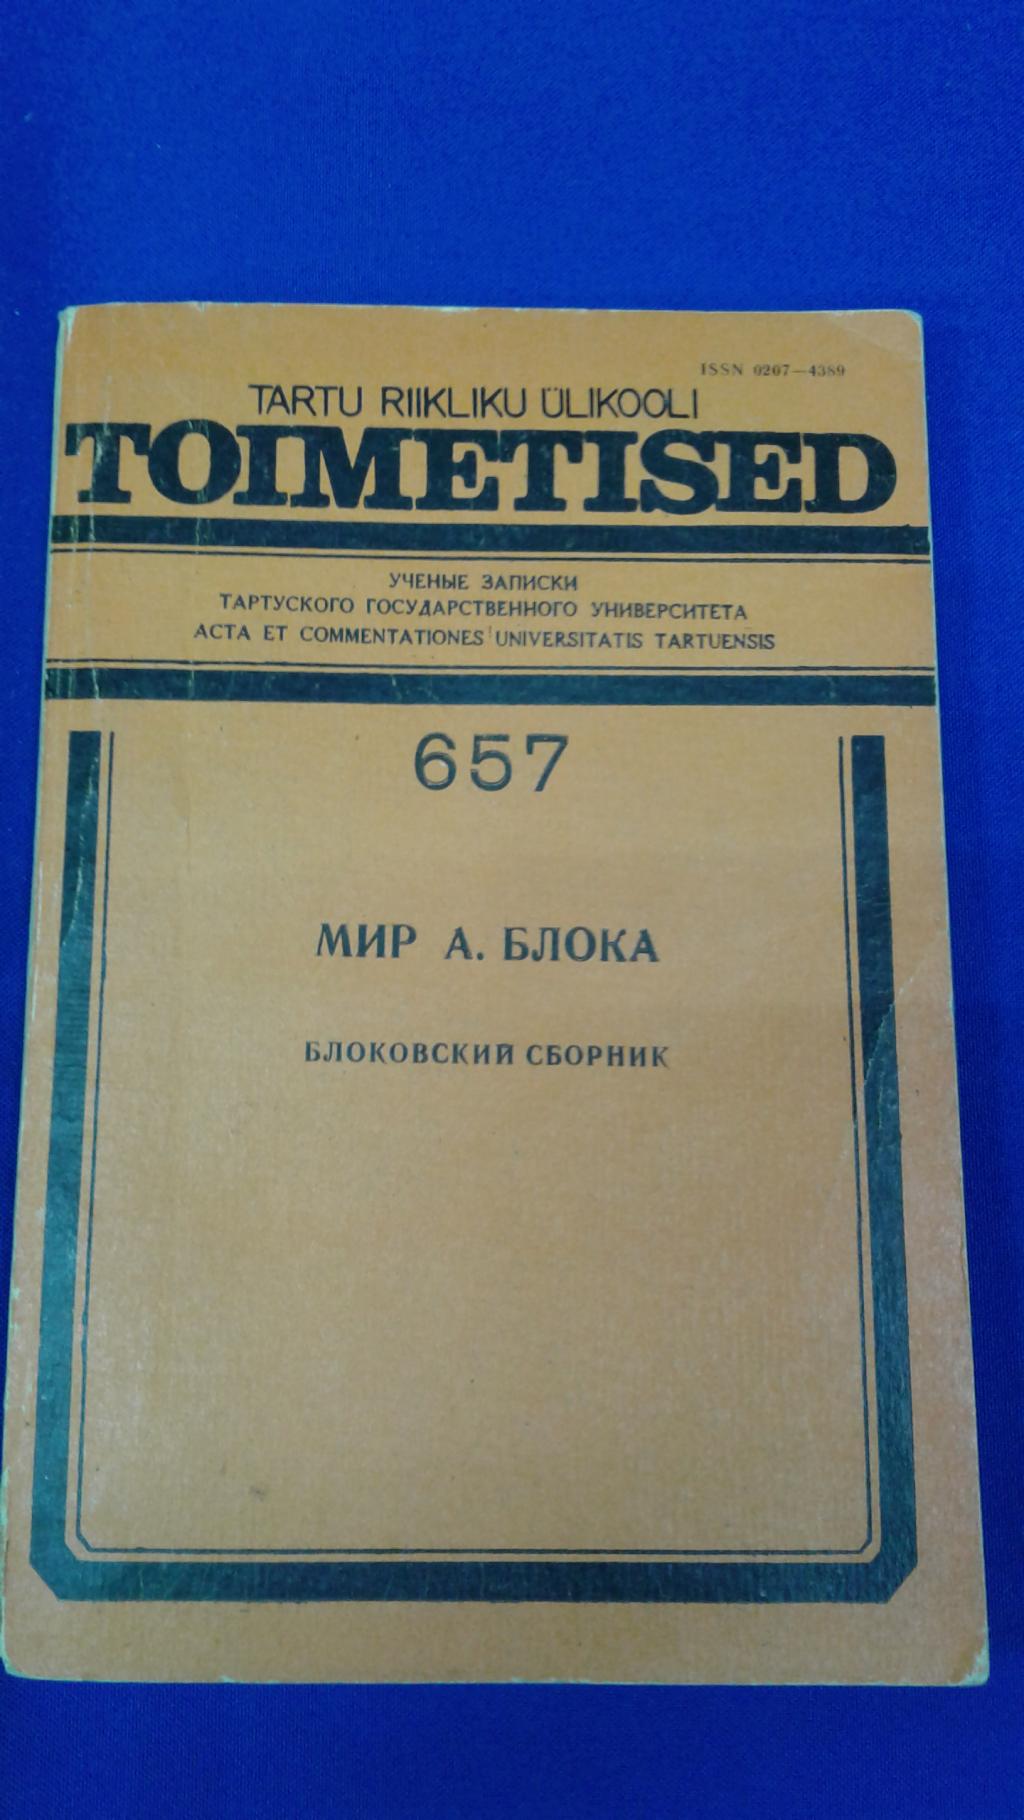 ISSN 0207—4389
TARTU RIIKLIKU ÜLIKOOLI
TOIMETISED
УЧЕНЫЕ ЗАПИСКИ
ТАРТУСКОГО ГОСУДАРСТВЕННОГО УНИВЕРСИТЕТА
ACTA ET COMMENTATIONES UNIVERSITATIS TARTUENSIS
657
МИР А. БЛОКА
БЛОКОВСКИЙ СБОРНИК